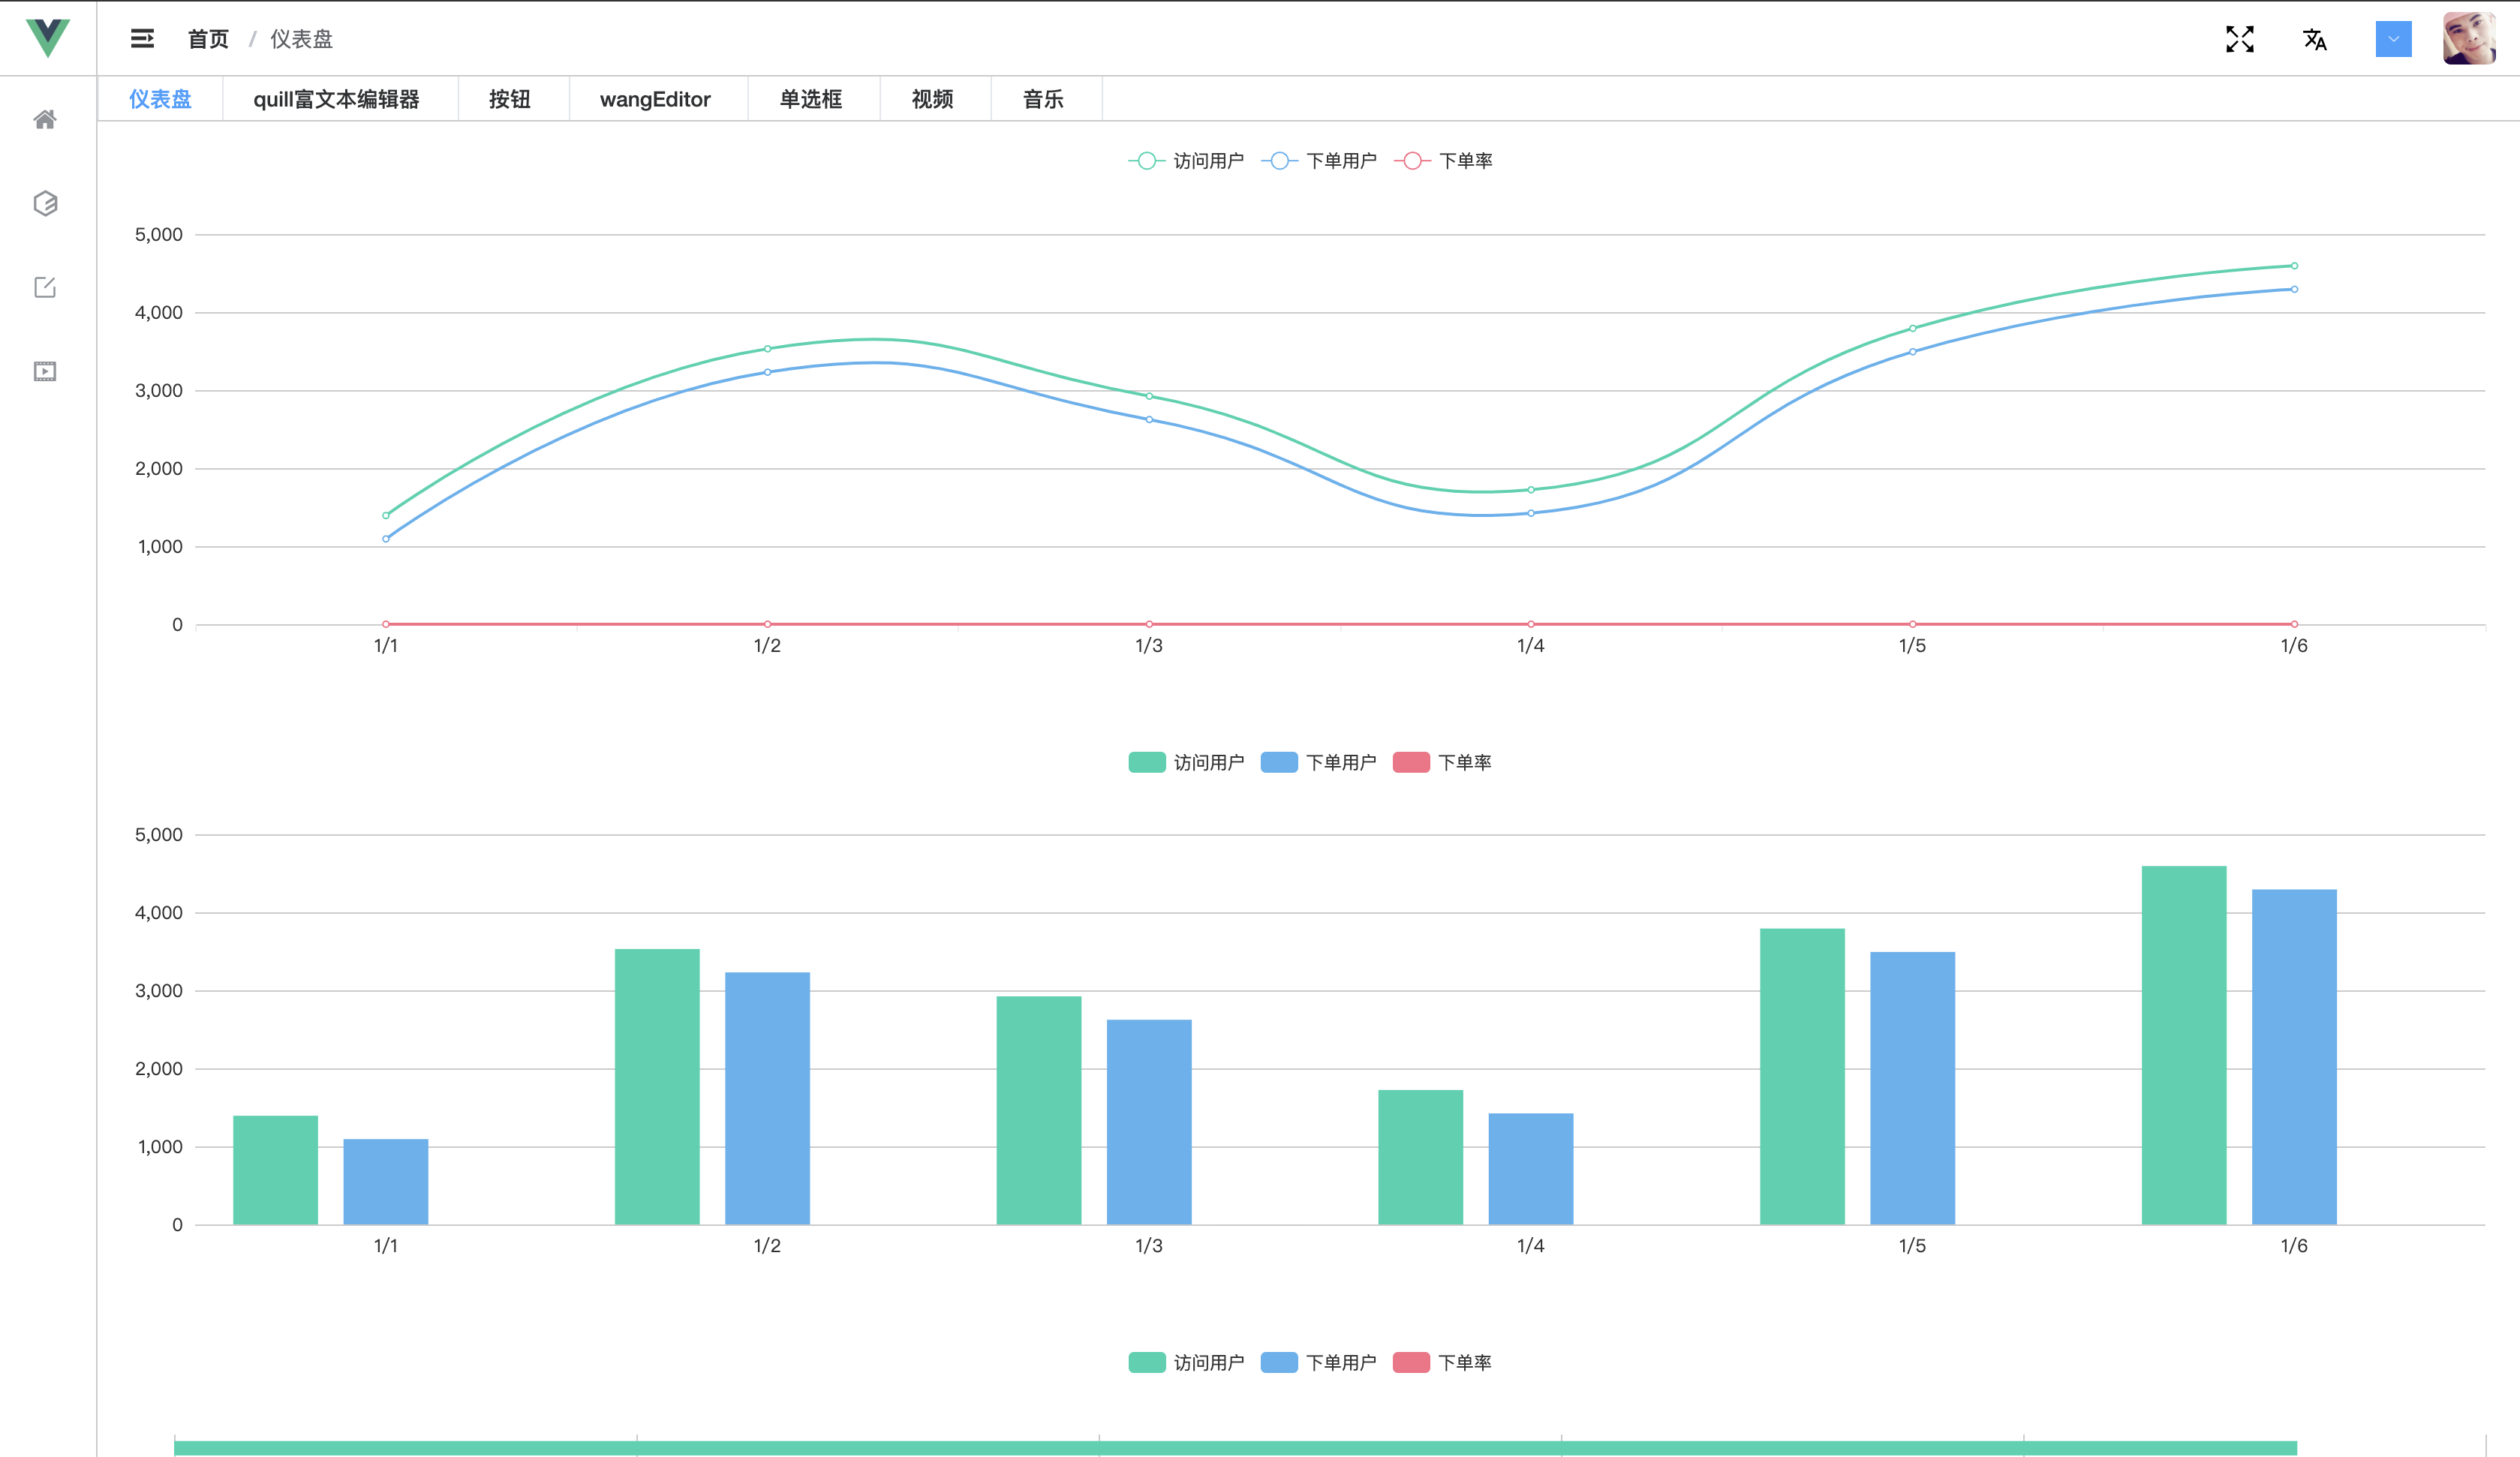 首页 / 仪表盘
仪表盘 quill富文本编辑器 按钮 wangEditor 单选框 视频 音乐
访问用户 下单用户 下单率
5,000
4,000
3,000
2,000
1,000
0
1/1 1/2 1/3 1/4 1/5 1/6
访问用户 下单用户 下单率
5,000
4,000
3,000
2,000
1,000
0
1/1 1/2 1/3 1/4 1/5 1/6
访问用户 下单用户 下单率